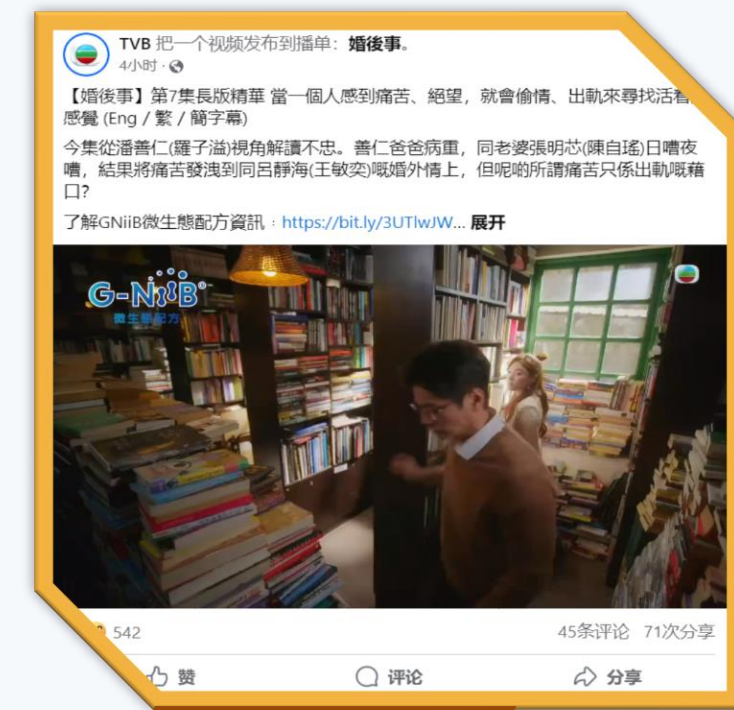 TVB 把一个视频发布到播单：婚後事。
4小时 ·
【婚後事】第7集長版精華 當一個人感到痛苦、絕望，就會偷情、出軌來尋找活着
感覺 (Eng / 繁 / 簡字幕)
今集從潘善仁(羅子溢)視角解讀不忠。善仁爸爸病重，同老婆張明芯(陳自瑤)日嘈夜
嘈，結果將痛苦發洩到同呂靜海(王敏奕)嘅婚外情上，但呢啲所謂痛苦只係出軌嘅藉
口?
了解GNiiB微生態配方資訊：https://bit.ly/3UTlwJW... 展开
G-NiiB
微生態配方
542 45条评论 71次分享
赞 评论 分享